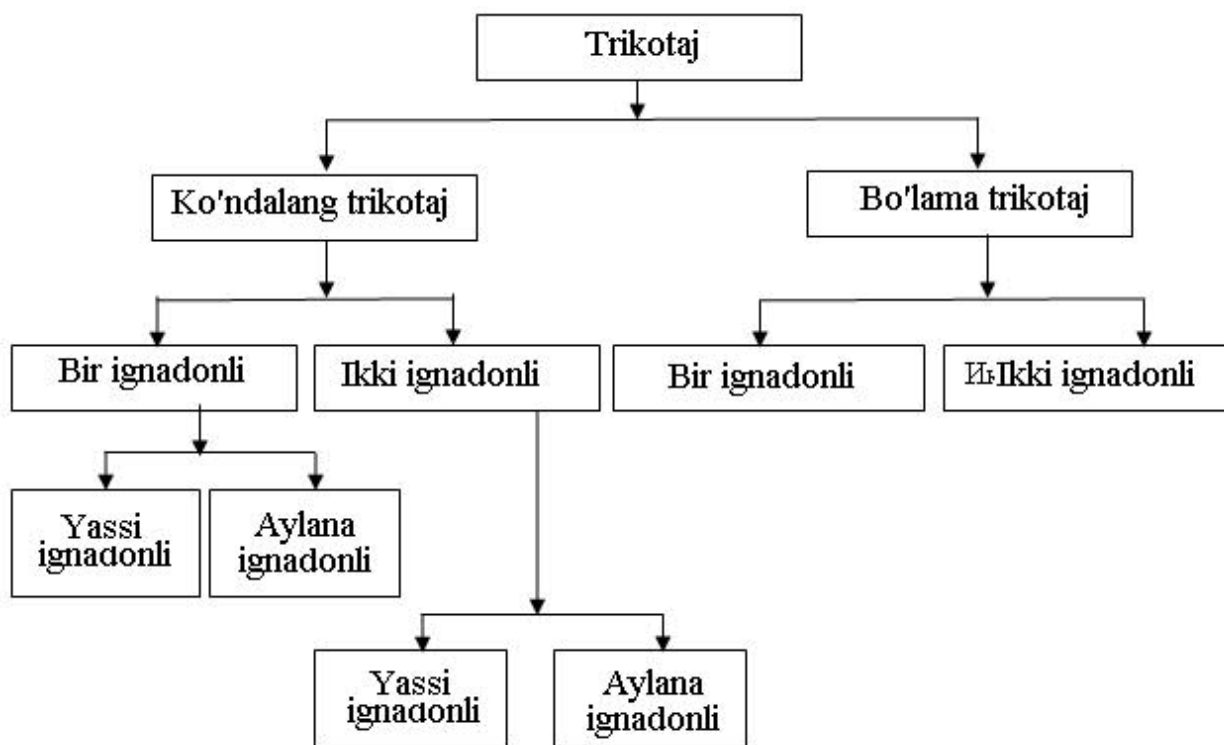 Trikotaj
Ko'ndalang trikotaj
Bo'lama trikotaj
Bir ignadonli
Ikki ignadonli
Bir ignadonli
Ikki ignadonli
Yassi
ignadonli
Aylana
ignadonli
Yassi
ignadonli
Aylana
ignadonli